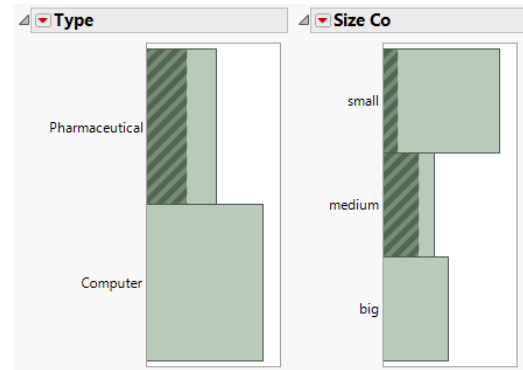 Type
Pharmaceutical
Computer
Size Co
small
medium
big